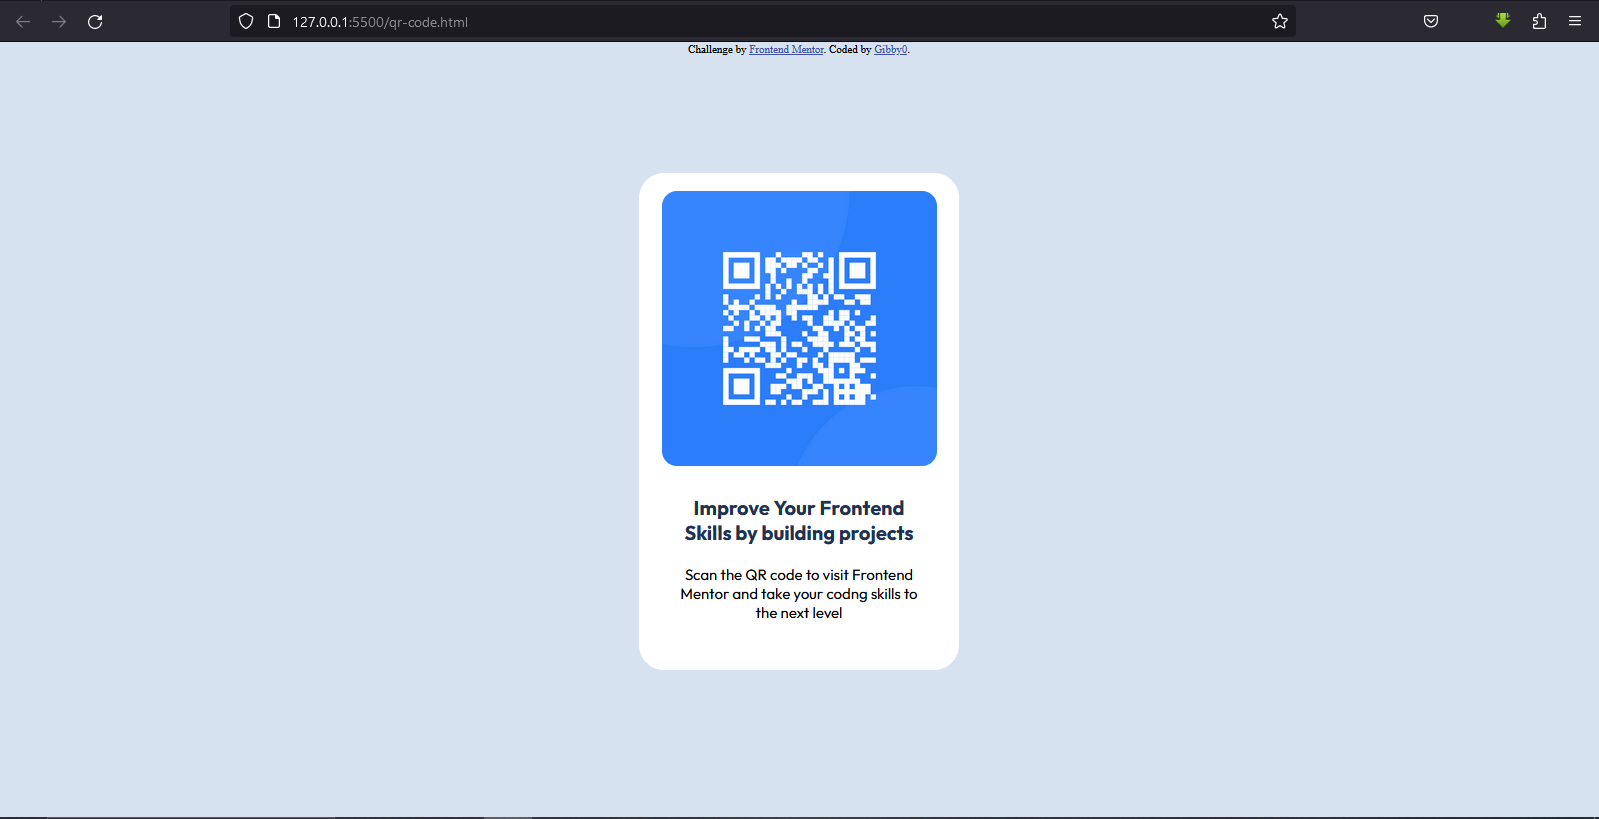 127.0.0.1:5500/qr-code.html
Challenge by Frontend Mentor. Coded by Gibby0.
Improve Your Frontend
Skills by building projects
Scan the QR code to visit Frontend
Mentor and take your codng skills to
the next level